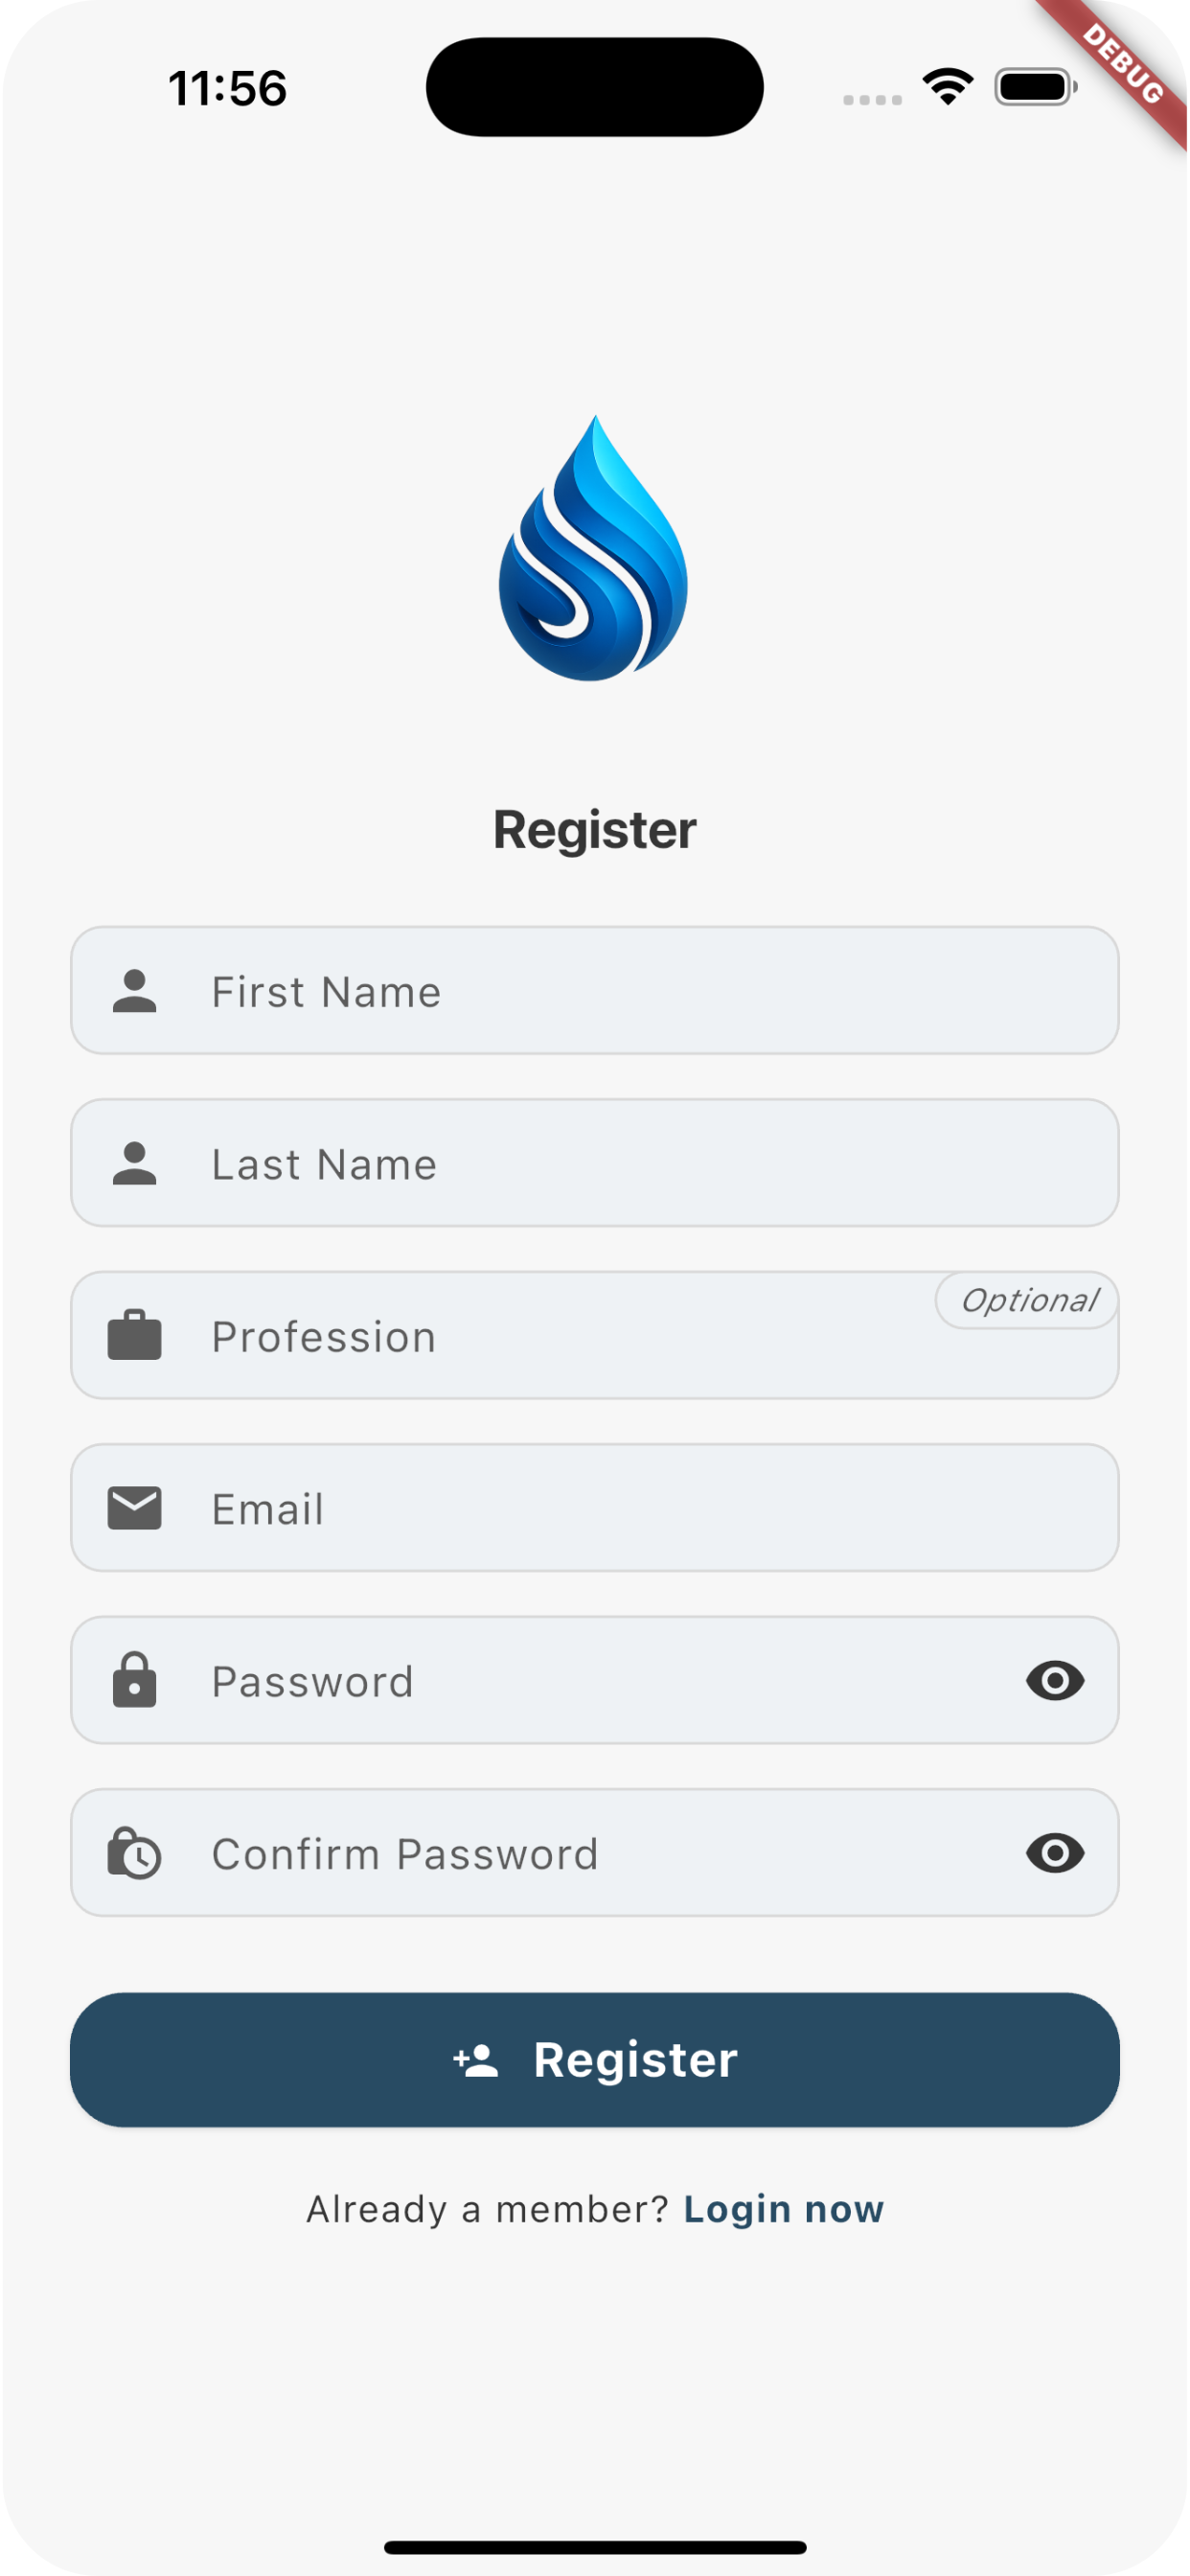 11:56
DEBUG
Register
First Name
Last Name
Optional
Profession
Email
Password
Confirm Password
Register
Already a member? Login now